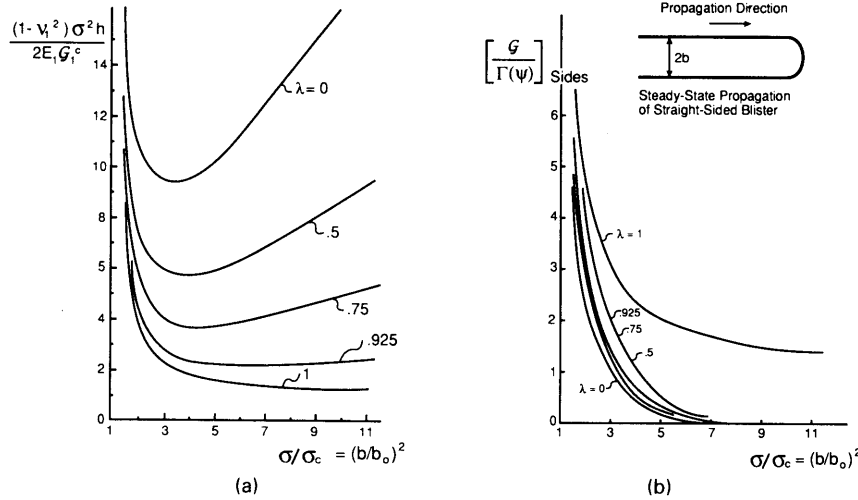 (1- ν₁²) σ² h
2E₁ 𝒢₁ᶜ
14
12
10
8
6
4
2
0
1
3
5
7
9
11
λ = 0
.5
.75
.925
1
σ/σc = (b/bo)²
(a)
[𝒢/Γ(ψ)] Sides
Propagation Direction
2b
Steady-State Propagation
of Straight-Sided Blister
6
5
4
3
2
1
0
1
3
5
7
9
11
λ = 1
.925
.75
.5
λ = 0
σ/σc = (b/bo)²
(b)